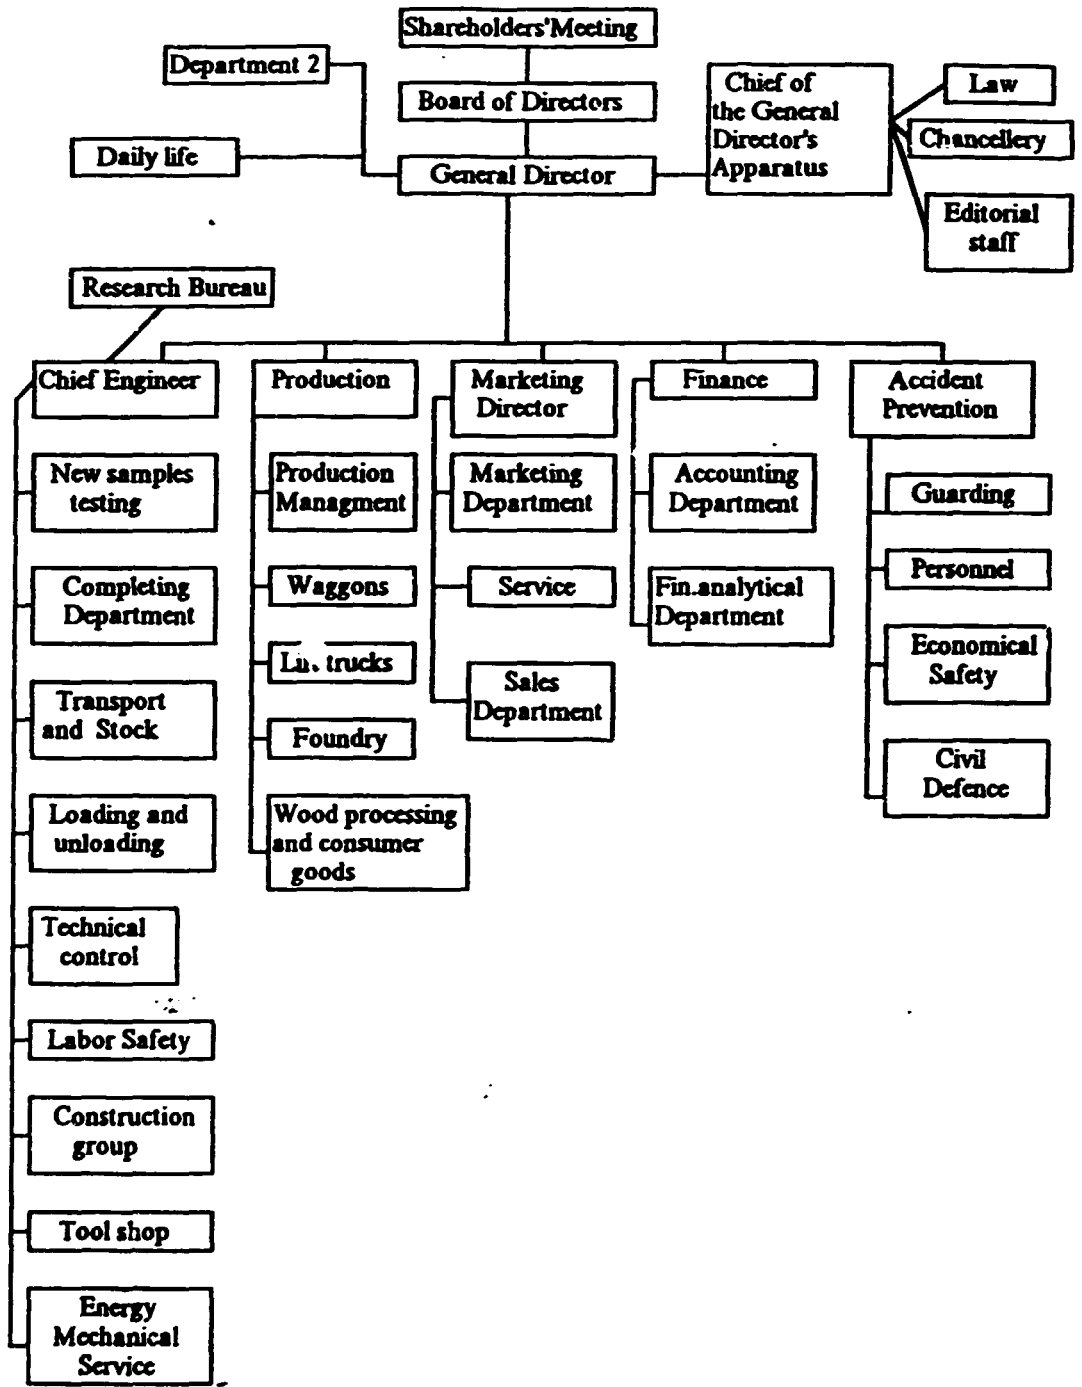 Shareholders'Meeting
Department 2
Board of Directors
Chief of
the General
Director's
Apparatus
Law
Chancellery
Daily life
General Director
Editorial
staff
Research Bureau
Chief Engineer
New samples
testing
Completing
Department
Transport
and Stock
Loading and
unloading
Technical
control
Labor Safety
Construction
group
Tool shop
Energy
Mechanical
Service
Production
Production
Managment
Waggons
trucks
Foundry
Wood processing
and consumer
goods
Marketing
Director
Marketing
Department
Service
Sales
Department
Finance
Accounting
Department
Fin.analytical
Department
Accident
Prevention
Guarding
Personnel
Economical
Safety
Civil
Defence